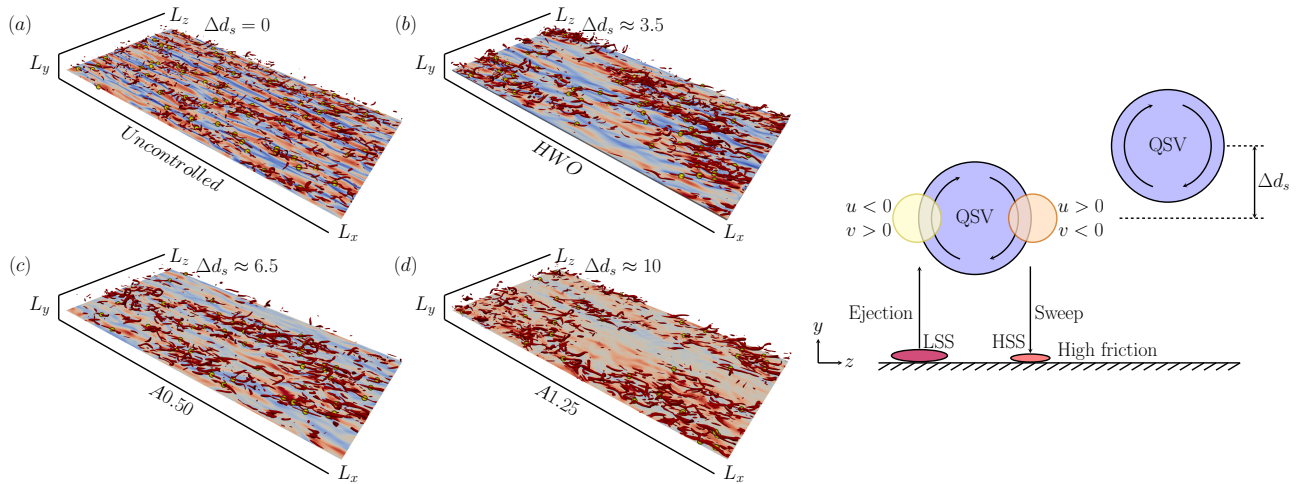 (a)
L_z
Δd_s = 0
L_y
Uncontrolled
L_x
(b)
L_z
Δd_s ≈ 3.5
L_y
HWO
L_x
(c)
L_z
Δd_s ≈ 6.5
L_y
A0.50
L_x
(d)
L_z
Δd_s ≈ 10
L_y
A1.25
L_x
QSV
Δd_s
u < 0
v > 0
QSV
u > 0
v < 0
Ejection
Sweep
LSS
HSS
High friction
y
z